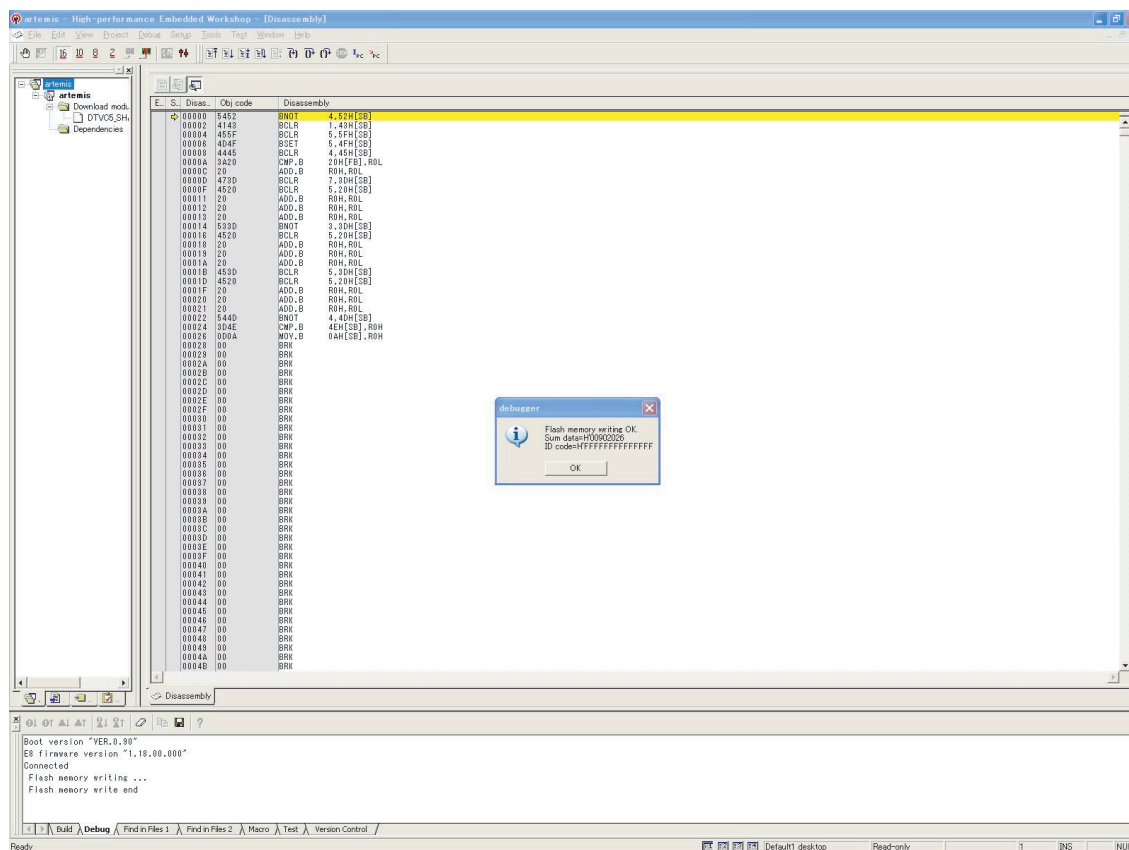 artemis - High-performance Embedded Workshop - [Disassembly]
File Edit View Project Debug Setup Tools Test Window Help
16 10 8 2
artemis
artemis
Download modu
DTVC5_SH
Dependencies
E.. S.. Disas.. Obj code Disassembly
00000 5452 BNOT 4,52H[SB]
00002 4143 BCLR 1,43H[SB]
00004 455F BCLR 5,5FH[SB]
00006 4D4F BSET 5,4FH[SB]
00008 4445 BCLR 4,45H[SB]
0000A 3A20 CMP.B 20H[FB],R0L
0000C 20 ADD.B R0H,R0L
0000D 473D BCLR 7,3DH[SB]
0000F 4520 BCLR 5,20H[SB]
00011 20 ADD.B R0H,R0L
00012 20 ADD.B R0H,R0L
00013 20 ADD.B R0H,R0L
00014 533D BNOT 3,3DH[SB]
00016 4520 BCLR 5,20H[SB]
00018 20 ADD.B R0H,R0L
00019 20 ADD.B R0H,R0L
0001A 20 ADD.B R0H,R0L
0001B 453D BCLR 5,3DH[SB]
0001D 4520 BCLR 5,20H[SB]
0001F 20 ADD.B R0H,R0L
00020 20 ADD.B R0H,R0L
00021 20 ADD.B R0H,R0L
00022 544D BNOT 4,4DH[SB]
00024 3D4E CMP.B 4EH[SB],R0H
00026 0D0A MOV.B 0AH[SB],R0H
00028 00 BRK
00029 00 BRK
0002A 00 BRK
0002B 00 BRK
0002C 00 BRK
0002D 00 BRK
0002E 00 BRK
0002F 00 BRK
00030 00 BRK
00031 00 BRK
00032 00 BRK
00033 00 BRK
00034 00 BRK
00035 00 BRK
00036 00 BRK
00037 00 BRK
00038 00 BRK
00039 00 BRK
0003A 00 BRK
0003B 00 BRK
0003C 00 BRK
0003D 00 BRK
0003E 00 BRK
0003F 00 BRK
00040 00 BRK
00041 00 BRK
00042 00 BRK
00043 00 BRK
00044 00 BRK
00045 00 BRK
00046 00 BRK
00047 00 BRK
00048 00 BRK
00049 00 BRK
0004A 00 BRK
0004B 00 BRK
debugger
Flash memory writing OK.
Sum data=H'00902026
ID code=H'FFFFFFFFFFFFFF
OK
Disassembly
Boot version "VER.0.90"
E8 firmware version "1.18.00.000"
Connected
Flash memory writing ...
Flash memory write end
Build Debug Find in Files 1 Find in Files 2 Macro Test Version Control
Ready Default1 desktop Read-only 1 INS NU